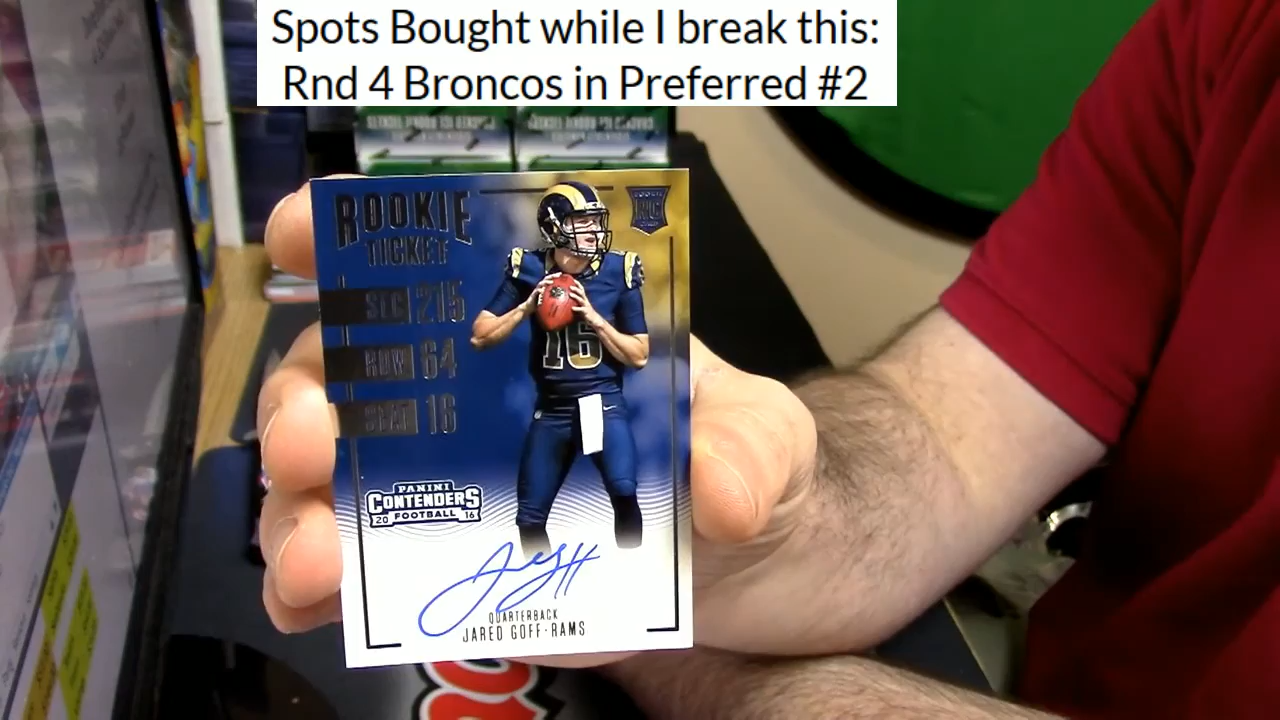 Spots Bought while I break this:
Rnd 4 Broncos in Preferred #2
ROOKIE
TICKET
SEC 215
ROW 64
SEAT 16
16
PANINI
CONTENDERS
20 FOOTBALL 16
QUARTERBACK
JARED GOFF-RAMS